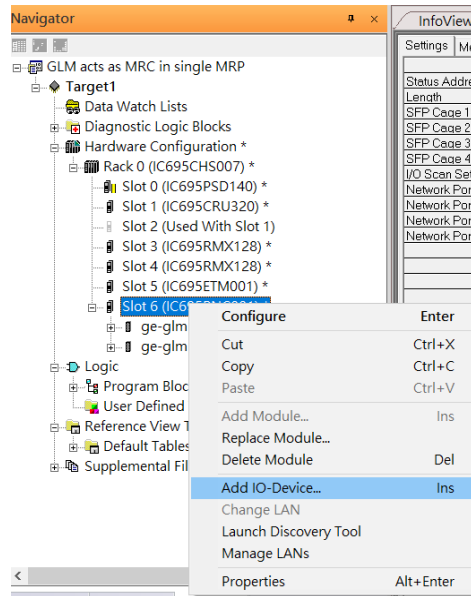 Navigator
InfoView
Settings
GLM acts as MRC in single MRP
Target1
Status Addre
Data Watch Lists
Length
SFP Cage 1
Diagnostic Logic Blocks
SFP Cage 2
Hardware Configuration *
SFP Cage 3
SFP Cage 4
Rack 0 (IC695CHS007) *
I/O Scan Set
Slot 0 (IC695PSD140) *
Network Por
Slot 1 (IC695CRU320) *
Network Por
Network Por
Slot 2 (Used With Slot 1)
Network Por
Slot 3 (IC695RMX128) *
Slot 4 (IC695RMX128) *
Slot 5 (IC695ETM001) *
Slot 6
ge-glm
ge-glm
Logic
Program Bloc
User Defined
Reference View T
Default Tables
Supplemental Fil
Configure Enter
Cut Ctrl+X
Copy Ctrl+C
Paste Ctrl+V
Add Module... Ins
Replace Module...
Delete Module Del
Add IO-Device... Ins
Change LAN
Launch Discovery Tool
Manage LANs
Properties Alt+Enter